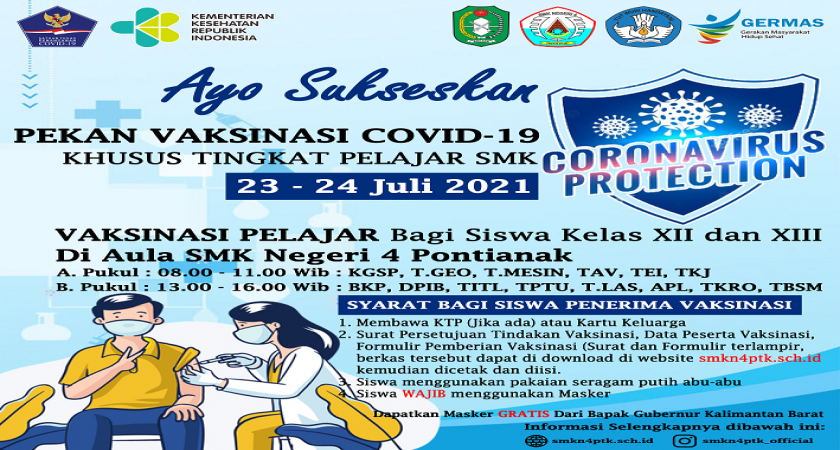 COVID-19
KEMENTERIAN
KESEHATAN
REPUBLIK
INDONESIA
GERMAS
Gerakan Masyarakat
Hidup Sehat
Ayo Sukseskan
PEKAN VAKSINASI COVID-19
KHUSUS TINGKAT PELAJAR SMK
23 - 24 Juli 2021
CORONAVIRUS
PROTECTION
VAKSINASI PELAJAR Bagi Siswa Kelas XII dan XIII
Di Aula SMK Negeri 4 Pontianak
A. Pukul : 08.00 - 11.00 Wib : KGSP, T.GEO, T.MESIN, TAV, TEI, TKJ
B. Pukul : 13.00 - 16.00 Wib : BKP, DPIB, TITL, TPTU, T.LAS, APL, TKRO, TBSM
SYARAT BAGI SISWA PENERIMA VAKSINASI
1. Membawa KTP (Jika ada) atau Kartu Keluarga
2. Surat Persetujuan Tindakan Vaksinasi, Data Peserta Vaksinasi,
Formulir Pemberian Vaksinasi (Surat dan Formulir terlampir,
berkas tersebut dapat di download di website smkn4ptk.sch.id
kemudian dicetak dan diisi.
3. Siswa menggunakan pakaian seragam putih abu-abu
4. Siswa WAJIB menggunakan Masker
Dapatkan Masker GRATIS Dari Bapak Gubernur Kalimantan Barat
Informasi Selengkapnya dibawah ini:
smkn4ptk.sch.id smkn4ptk_official